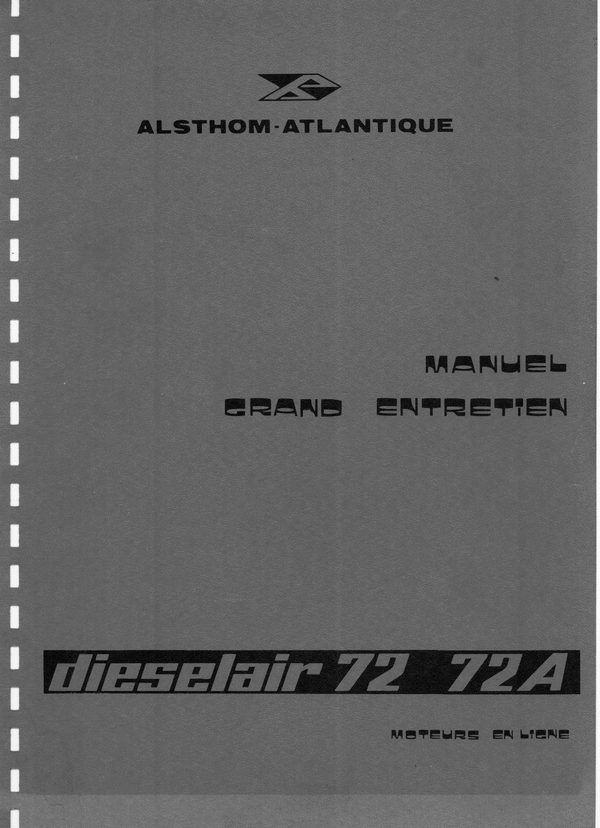 ALSTHOM-ATLANTIQUE
MANUEL
GRAND ENTRETIEN
dieselair 72 72A
MOTEURS EN LIGNE